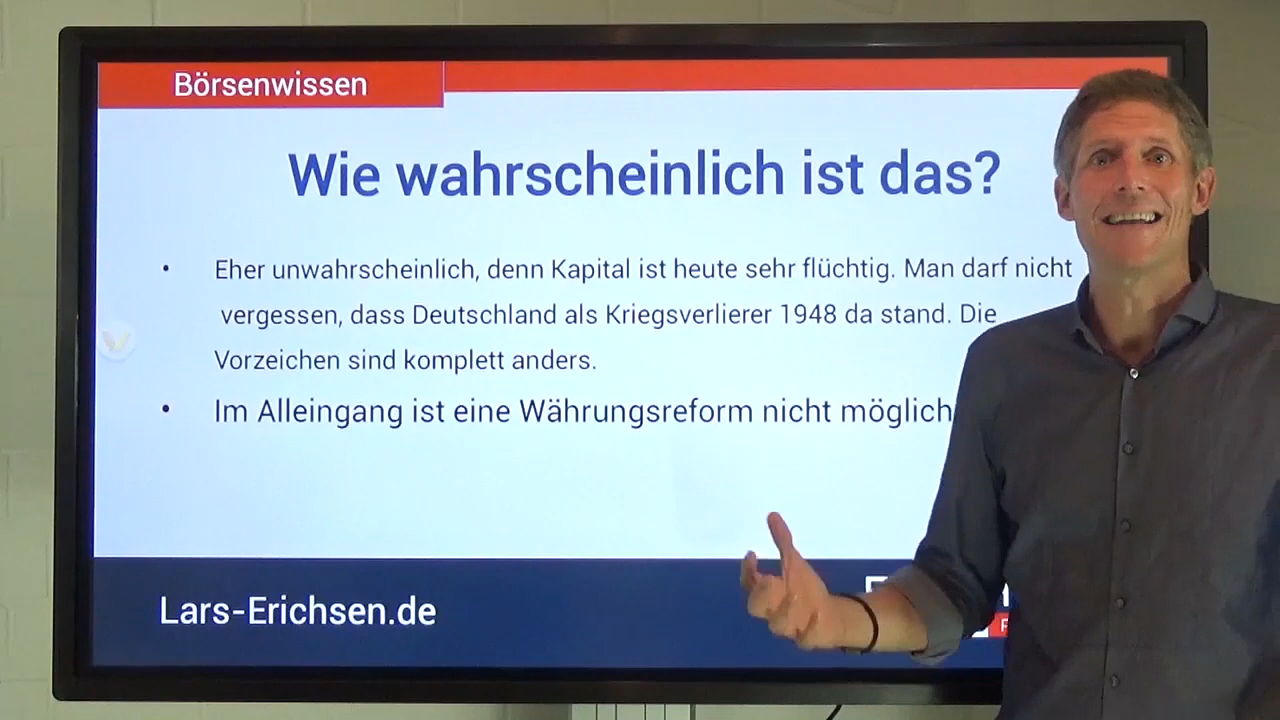 Börsenwissen
Wie wahrscheinlich ist das?
• Eher unwahrscheinlich, denn Kapital ist heute sehr flüchtig. Man darf nicht
vergessen, dass Deutschland als Kriegsverlierer 1948 da stand. Die
Vorzeichen sind komplett anders.
• Im Alleingang ist eine Währungsreform nicht möglich
Lars-Erichsen.de